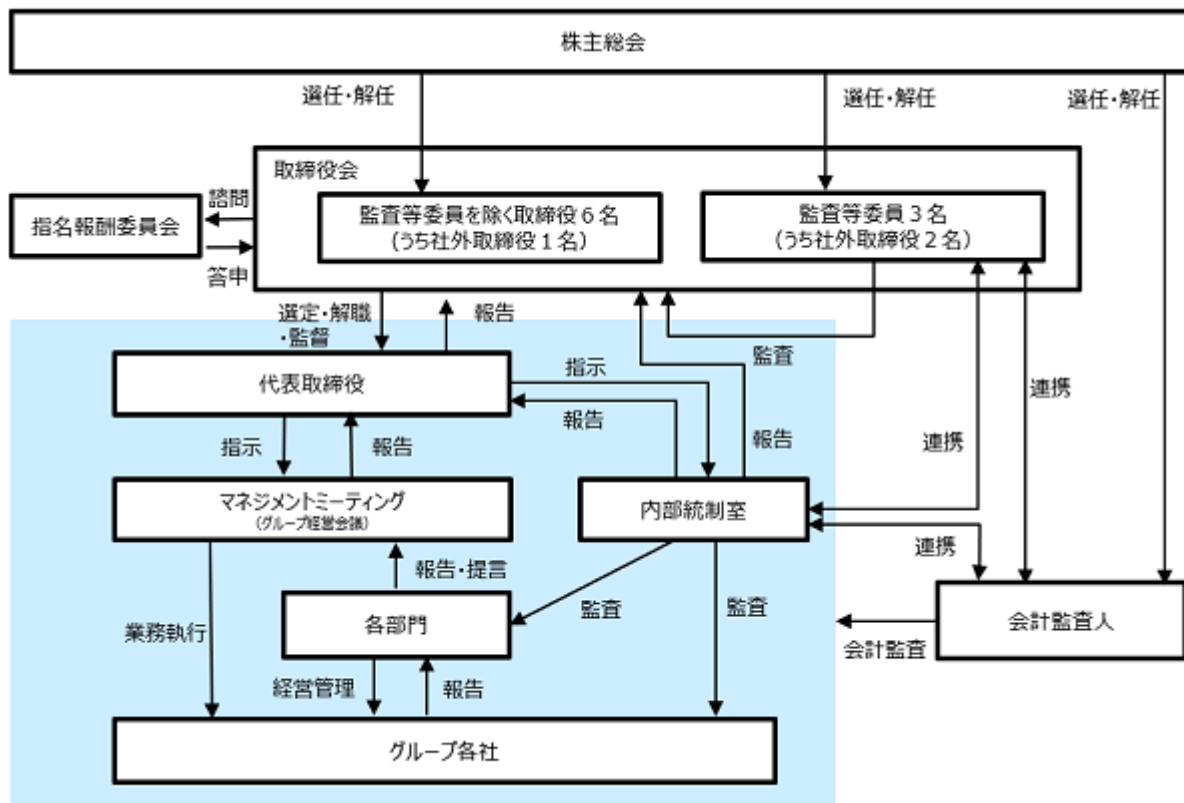 株主総会
選任・解任
選任・解任
選任・解任
取締役会
監査等委員を除く取締役6名
(うち社外取締役1名)
監査等委員3名
(うち社外取締役2名)
指名報酬委員会
諮問
答申
選定・解職
・監督
報告
監査
代表取締役
指示
報告
報告
連携
連携
指示
報告
マネジメントミーティング
(グループ経営会議)
内部統制室
連携
報告・提言
監査
監査
各部門
業務執行
会計監査人
会計監査
経営管理
報告
グループ各社